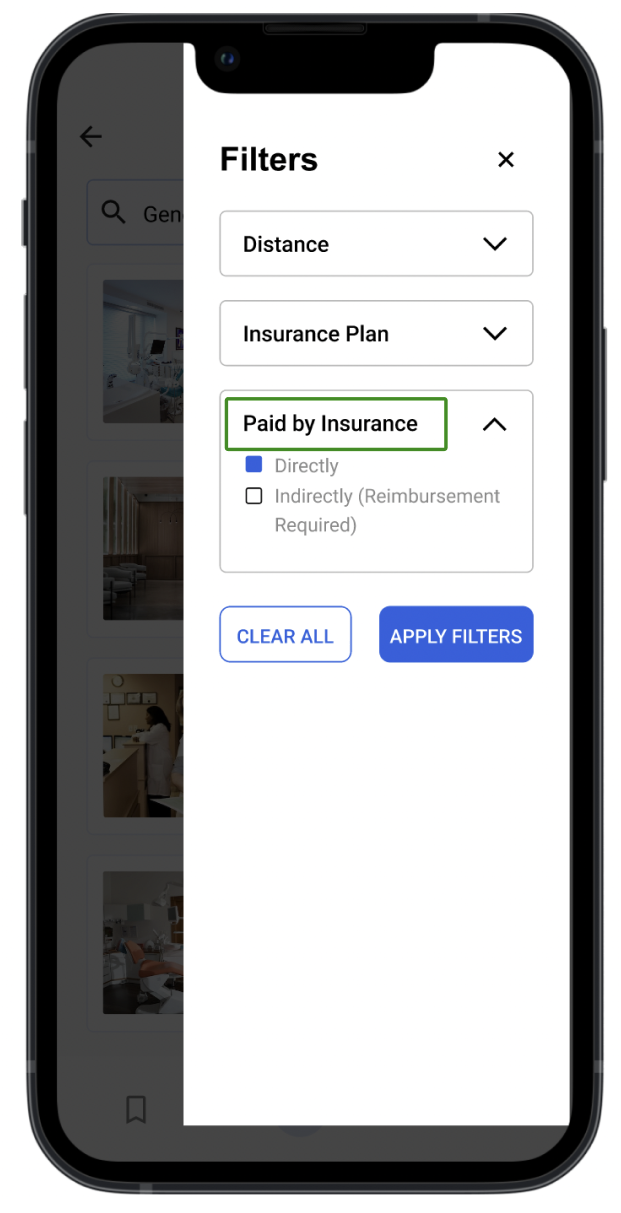 Filters
Gen
Distance
Insurance Plan
Paid by Insurance
Directly
Indirectly (Reimbursement
Required)
CLEAR ALL
APPLY FILTERS